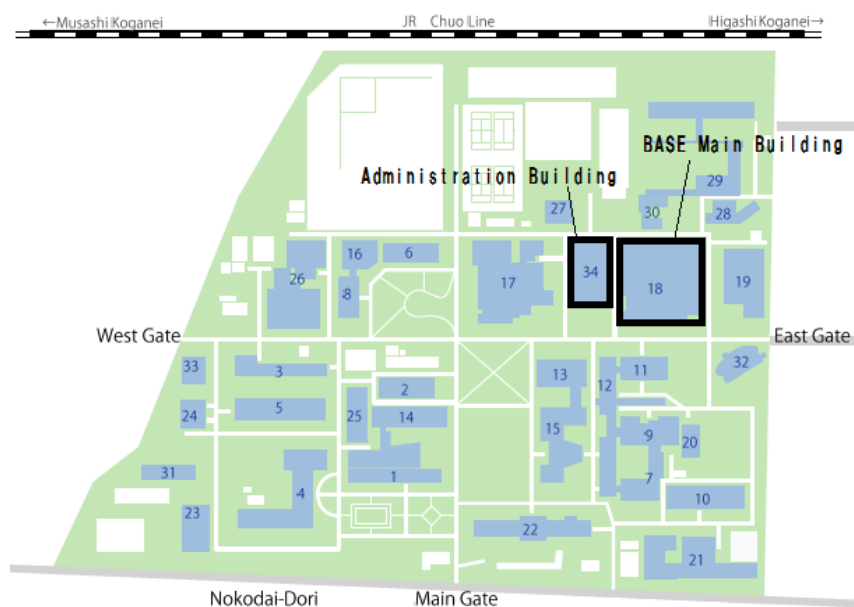 ←Musashi Koganei JR Chuo Line Higashi Koganei→
BASE Main Building
Administration Building
29
27 30 28
16 6
26 8 17 34 18 19
West Gate East Gate
33 3 13 12 11 32
2
24 5 25 14 15 9 20
31 4 1 7
10
23 22
21
Nokodai-Dori Main Gate